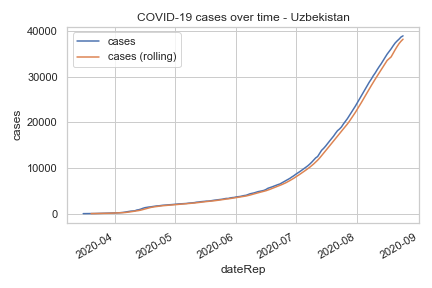 COVID-19 cases over time - Uzbekistan
cases
cases (rolling)
40000
30000
20000
10000
0
cases
2020-04
2020-05
2020-06
2020-07
2020-08
2020-09
dateRep